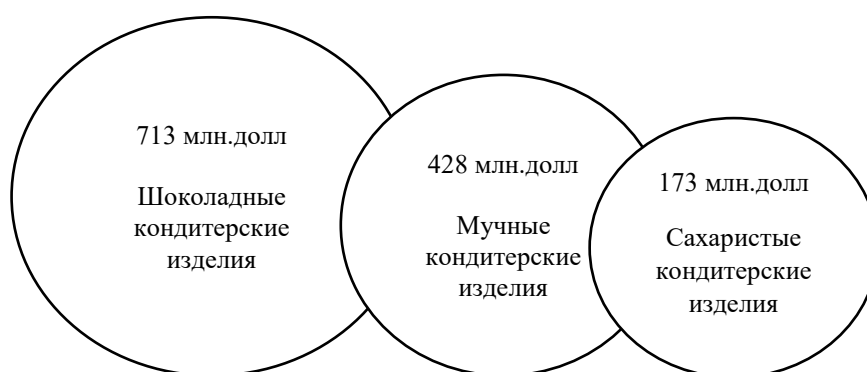 713 млн.долл
Шоколадные
кондитерские
изделия
428 млн.долл
Мучные
кондитерские
изделия
173 млн.долл
Сахаристые
кондитерские
изделия